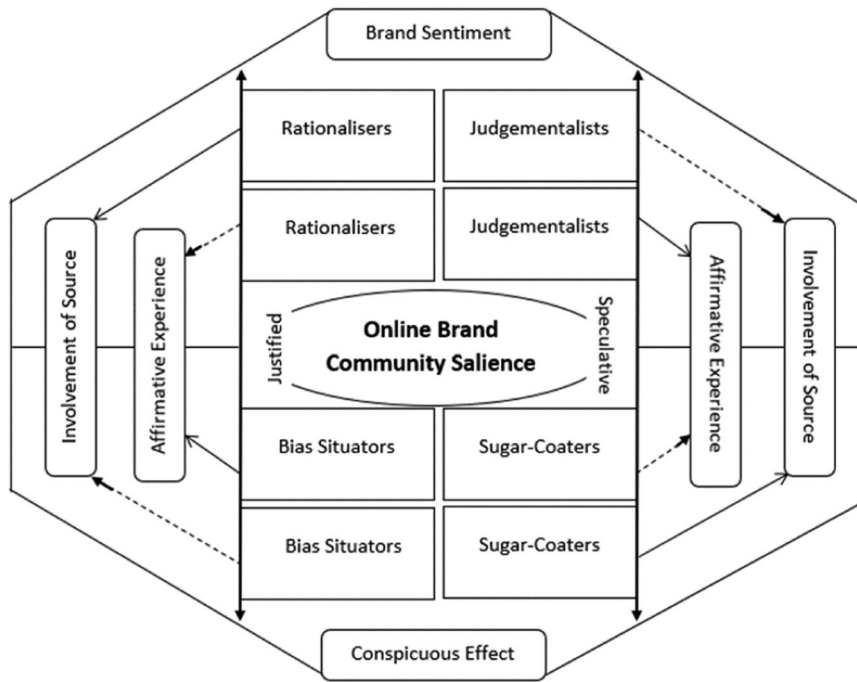 Brand Sentiment
Rationalisers
Judgementalists
Rationalisers
Judgementalists
Involvement of Source
Affirmative Experience
Justified
Online Brand
Community Salience
Speculative
Affirmative Experience
Involvement of Source
Bias Situators
Sugar-Coaters
Bias Situators
Sugar-Coaters
Conspicuous Effect